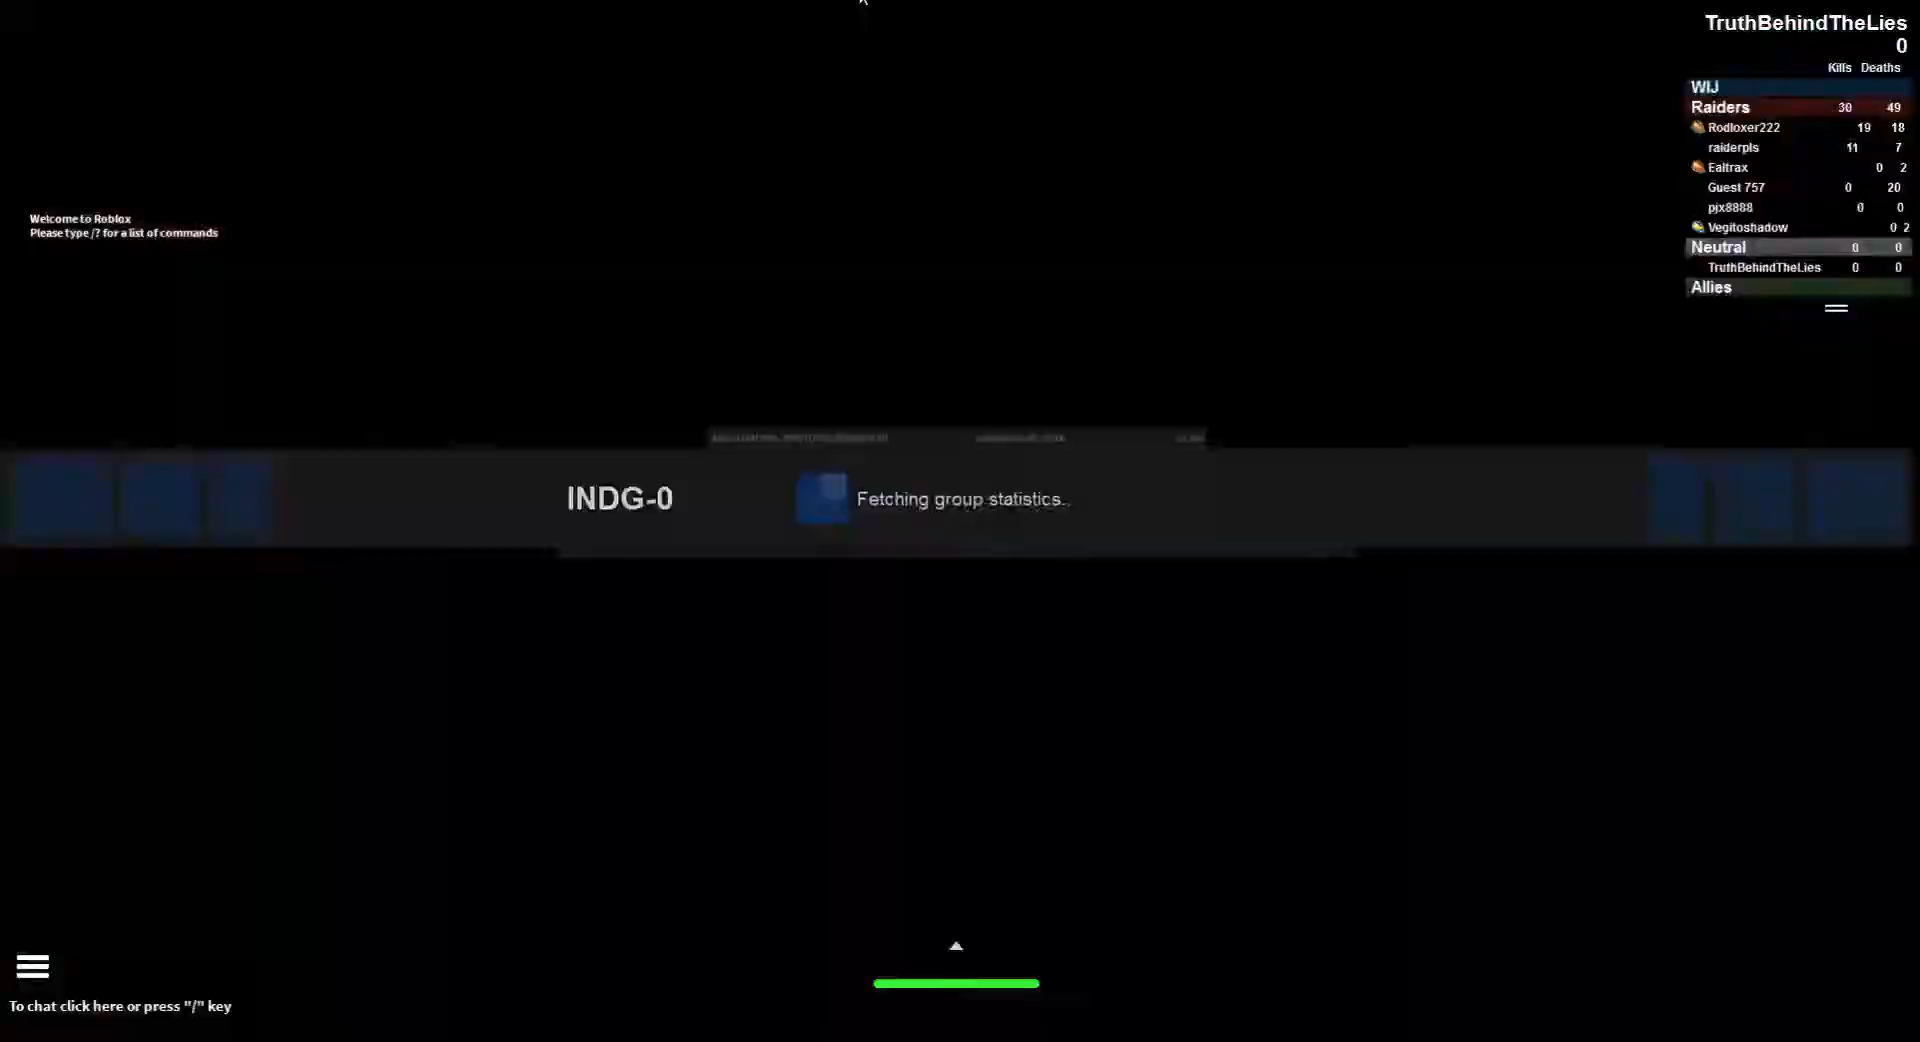 TruthBehindTheLies
0
Kills Deaths
WIJ
Raiders 30 49
Rodloxer222 19 18
raiderpls 11 7
Ealtrax 0 2
Guest 757 0 20
pjx8888 0 0
Vegitoshadow 0 2
Neutral 0 0
TruthBehindTheLies 0 0
Allies
Welcome to Roblox
Please type /? for a list of commands
INDG-0
Fetching group statistics..
To chat click here or press "/" key